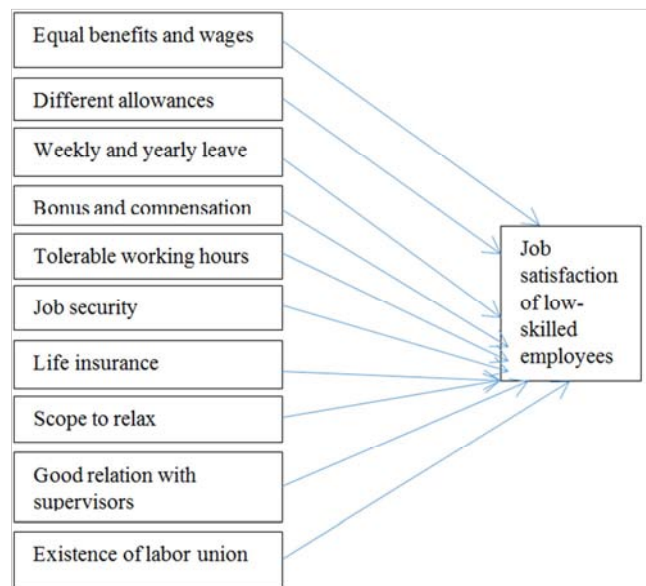 Equal benefits and wages
Different allowances
Weekly and yearly leave
Bonus and compensation
Tolerable working hours
Job security
Life insurance
Scope to relax
Good relation with
supervisors
Existence of labor union
Job
satisfaction
of low-
skilled
employees